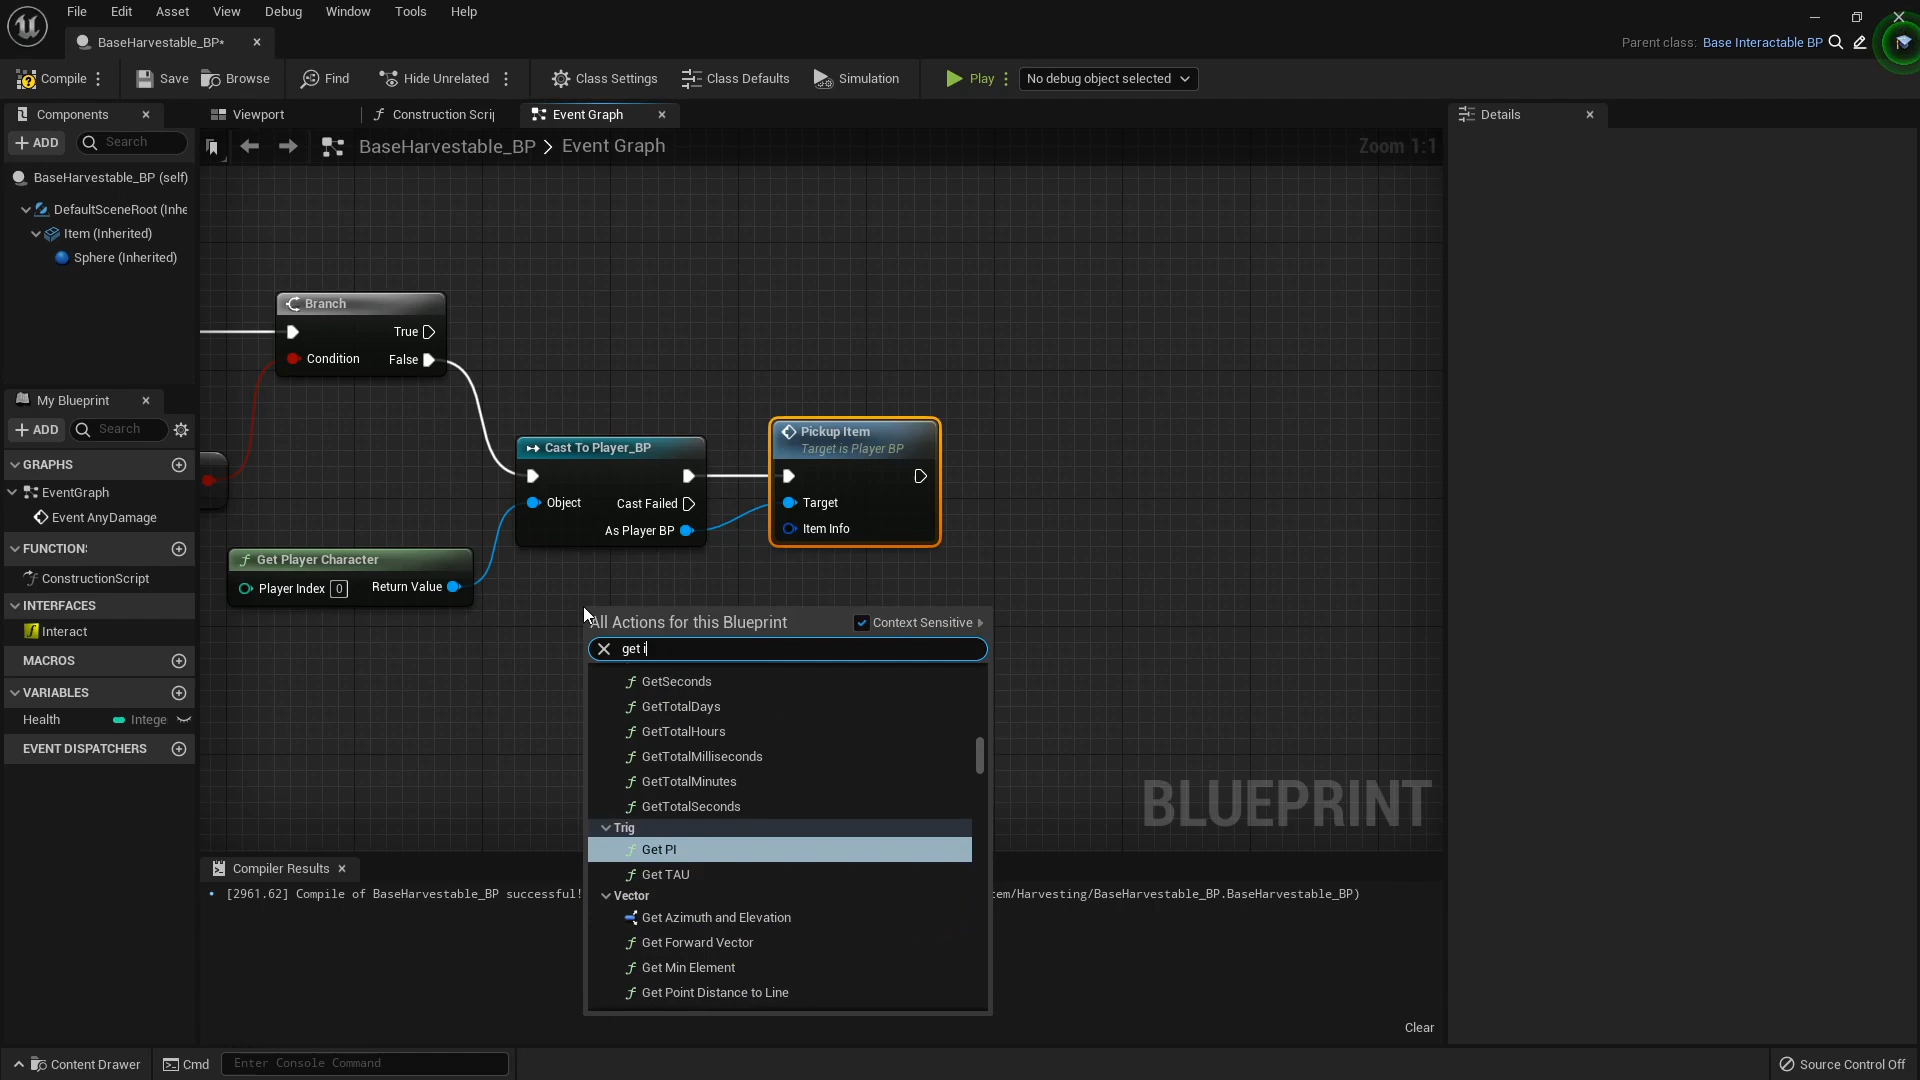 File Edit Asset View Debug Window Tools Help
BaseHarvestable_BP*
Parent class: Base Interactable BP
Compile Save Browse Find Hide Unrelated Class Settings Class Defaults Simulation Play No debug object selected
Components
Viewport Construction Scri Event Graph
Details
ADD Search
BaseHarvestable_BP > Event Graph
Zoom 1:1
BaseHarvestable_BP (self)
DefaultSceneRoot (Inhe
Item (Inherited)
Sphere (Inherited)
Branch
True
Condition False
My Blueprint
ADD Search
GRAPHS
EventGraph
Event AnyDamage
FUNCTION:
ConstructionScript
INTERFACES
Interact
MACROS
VARIABLES
Health Intege
EVENT DISPATCHERS
Cast To Player_BP
Object Cast Failed
As Player BP
Pickup Item
Target is Player BP
Target
Item Info
Get Player Character
Player Index 0 Return Value
All Actions for this Blueprint Context Sensitive
get i
GetSeconds
GetTotalDays
GetTotalHours
GetTotalMilliseconds
GetTotalMinutes
GetTotalSeconds
Trig
Get PI
Get TAU
Vector
Get Azimuth and Elevation
Get Forward Vector
Get Min Element
Get Point Distance to Line
BLUEPRINT
Compiler Results
[2961.62] Compile of BaseHarvestable_BP successful! em/Harvesting/BaseHarvestable_BP.BaseHarvestable_BP)
Clear
Content Drawer Cmd Enter Console Command Source Control Off